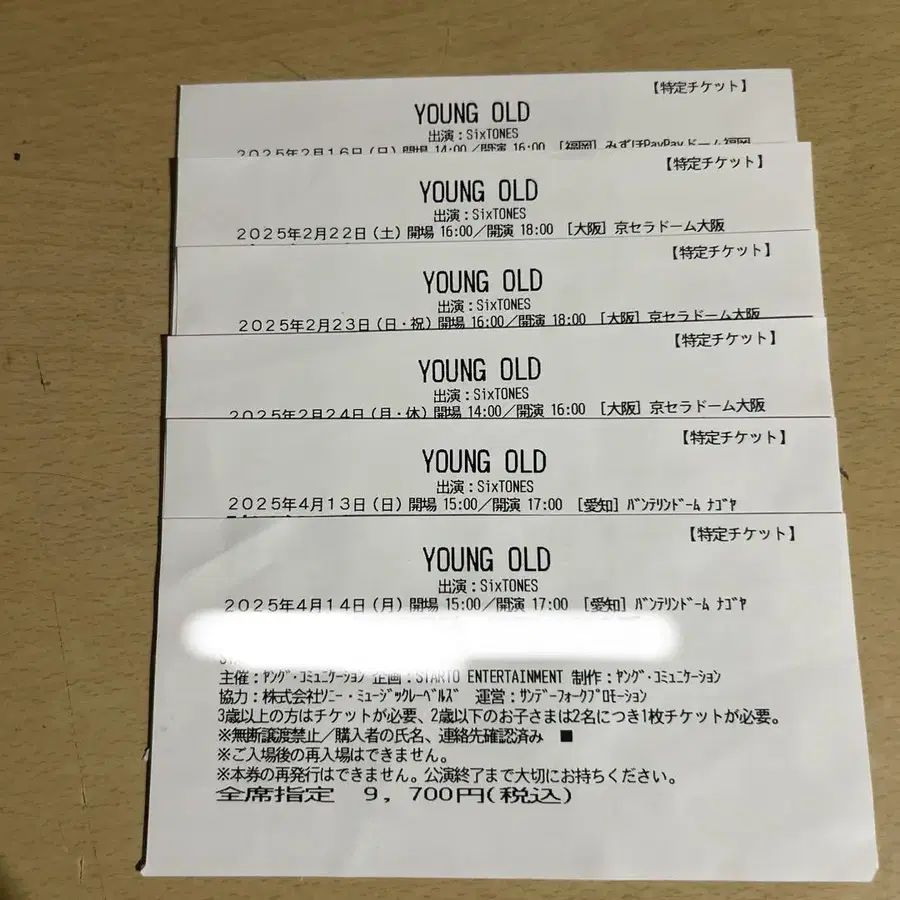 【特定チケット】
YOUNG OLD
出演：SixTONES
2025年2月16日（日）開場 14:00／開演 16:00 ［福岡］みずほPayPayドーム福岡
【特定チケット】
YOUNG OLD
出演：SixTONES
2025年2月22日（土）開場 16:00／開演 18:00 ［大阪］京セラドーム大阪
【特定チケット】
YOUNG OLD
出演：SixTONES
2025年2月23日（日・祝）開場 16:00／開演 18:00 ［大阪］京セラドーム大阪
【特定チケット】
YOUNG OLD
出演：SixTONES
2025年2月24日（月・休）開場 14:00／開演 16:00 ［大阪］京セラドーム大阪
【特定チケット】
YOUNG OLD
出演：SixTONES
2025年4月13日（日）開場 15:00／開演 17:00 ［愛知］ﾊﾞﾝﾃﾘﾝﾄﾞｰﾑ ﾅｺﾞﾔ
【特定チケット】
YOUNG OLD
出演：SixTONES
2025年4月14日（月）開場 15:00／開演 17:00 ［愛知］ﾊﾞﾝﾃﾘﾝﾄﾞｰﾑ ﾅｺﾞﾔ
主催：ﾔﾝｸﾞ･ｺﾐｭﾆｹｰｼｮﾝ 企画：STARTO ENTERTAINMENT 制作：ﾔﾝｸﾞ･ｺﾐｭﾆｹｰｼｮﾝ
協力：株式会社ｿﾆｰ・ﾐｭｰｼﾞｯｸﾚｰﾍﾞﾙｽﾞ 運営：ｻﾝﾃﾞｰﾌｫｰｸﾌﾟﾛﾓｰｼｮﾝ
3歳以上の方はチケットが必要、2歳以下のお子さまは2名につき1枚チケットが必要。
※無断譲渡禁止／購入者の氏名、連絡先確認済み ■
※ご入場後の再入場はできません。
※本券の再発行はできません。公演終了まで大切にお持ちください。
全席指定 9,700円(税込)